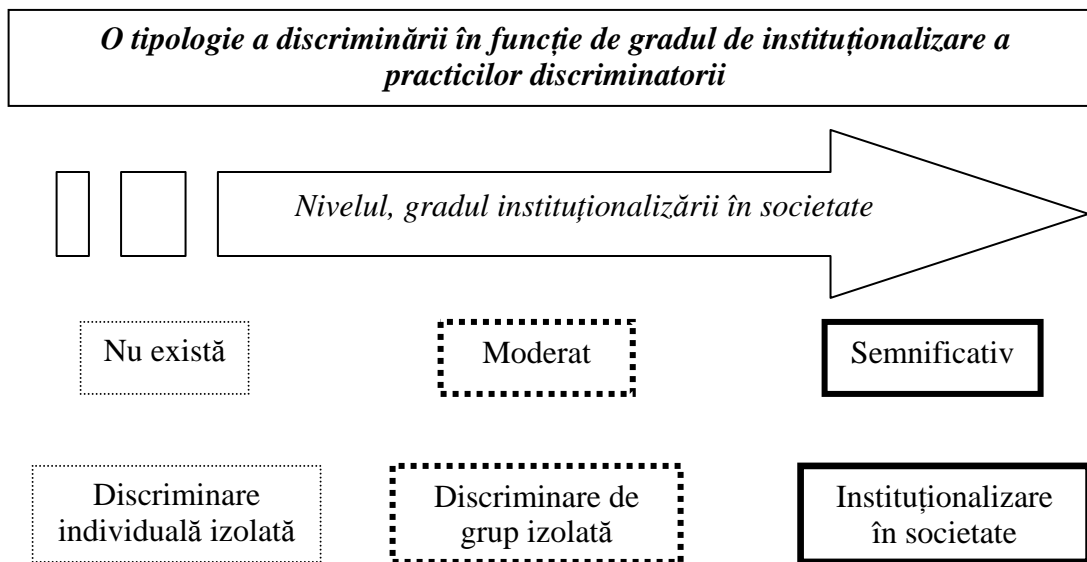 O tipologie a discriminării în funcție de gradul de instituționalizare a
practicilor discriminatorii
Nivelul, gradul instituționalizării în societate
Nu există
Moderat
Semnificativ
Discriminare
individuală izolată
Discriminare de
grup izolată
Instituționalizare
în societate